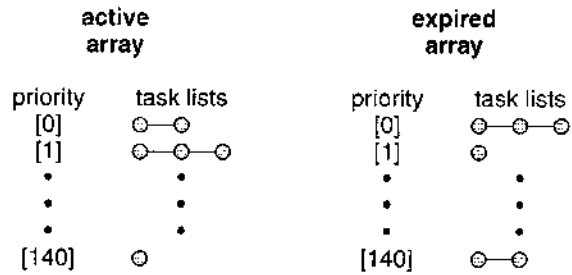 active array
expired array
priority task lists
priority task lists
[0]
[0]
[1]
[1]
[140]
[140]